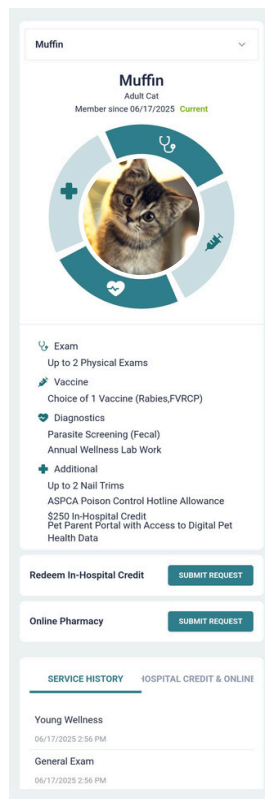 Muffin
Muffin
Adult Cat
Member since 06/17/2025 Current
Exam
Up to 2 Physical Exams
Vaccine
Choice of 1 Vaccine (Rabies,FVRCP)
Diagnostics
Parasite Screening (Fecal)
Annual Wellness Lab Work
Additional
Up to 2 Nail Trims
ASPCA Poison Control Hotline Allowance
$250 In-Hospital Credit
Pet Parent Portal with Access to Digital Pet
Health Data
Redeem In-Hospital Credit SUBMIT REQUEST
Online Pharmacy SUBMIT REQUEST
SERVICE HISTORY HOSPITAL CREDIT & ONLINE
Young Wellness
06/17/2025 2:56 PM
General Exam
06/17/2025 2:56 PM